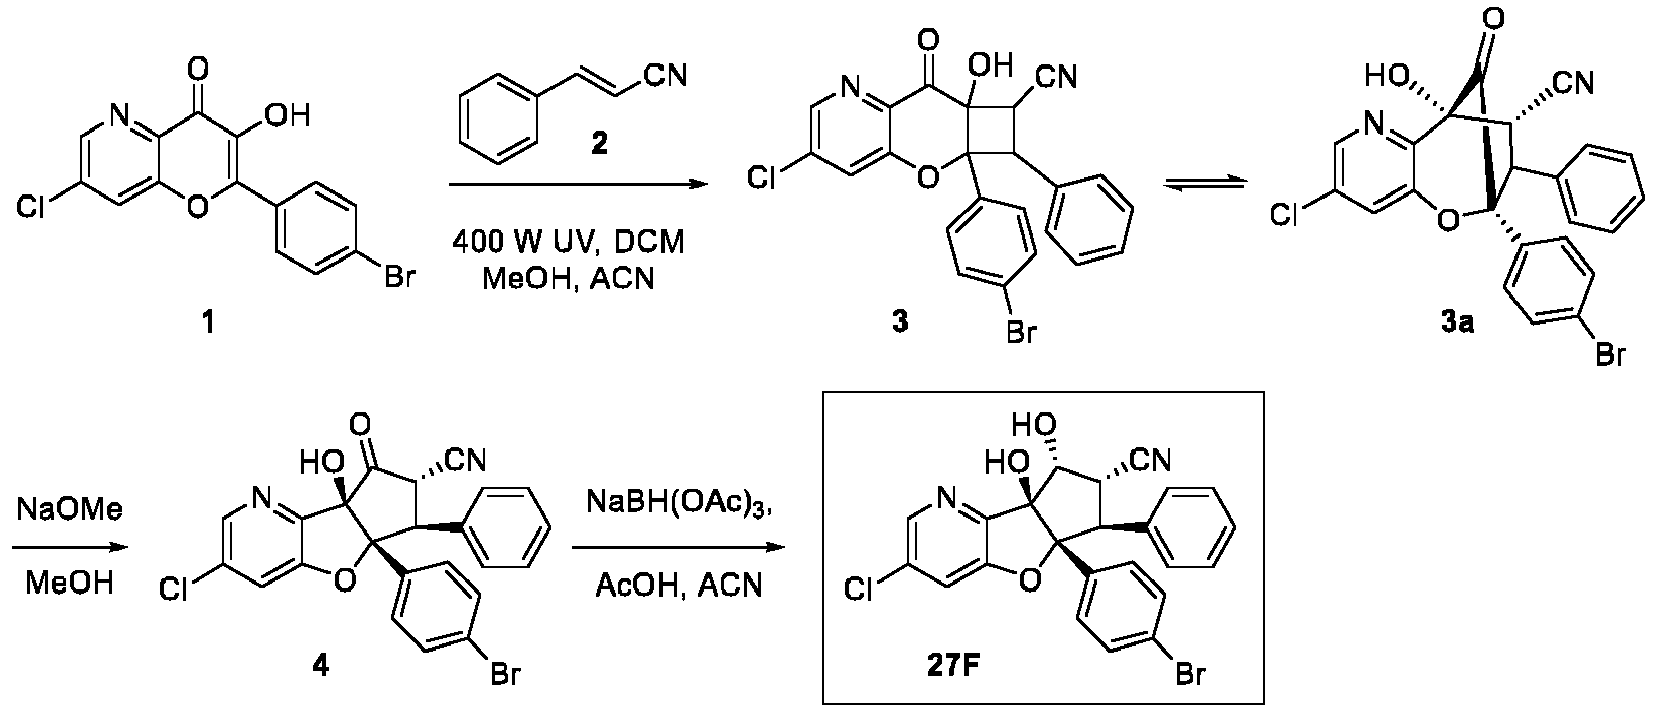 O
N
OH
O
Cl
Br
1
CN
2
400 W UV, DCM
MeOH, ACN
O
OH
CN
N
O
Cl
Br
3
O
HO
CN
N
O
Cl
Br
3a
NaOMe
MeOH
O
HO
CN
N
O
Cl
Br
4
NaBH(OAc)₃,
AcOH, ACN
HO
HO
CN
N
O
Cl
Br
27F